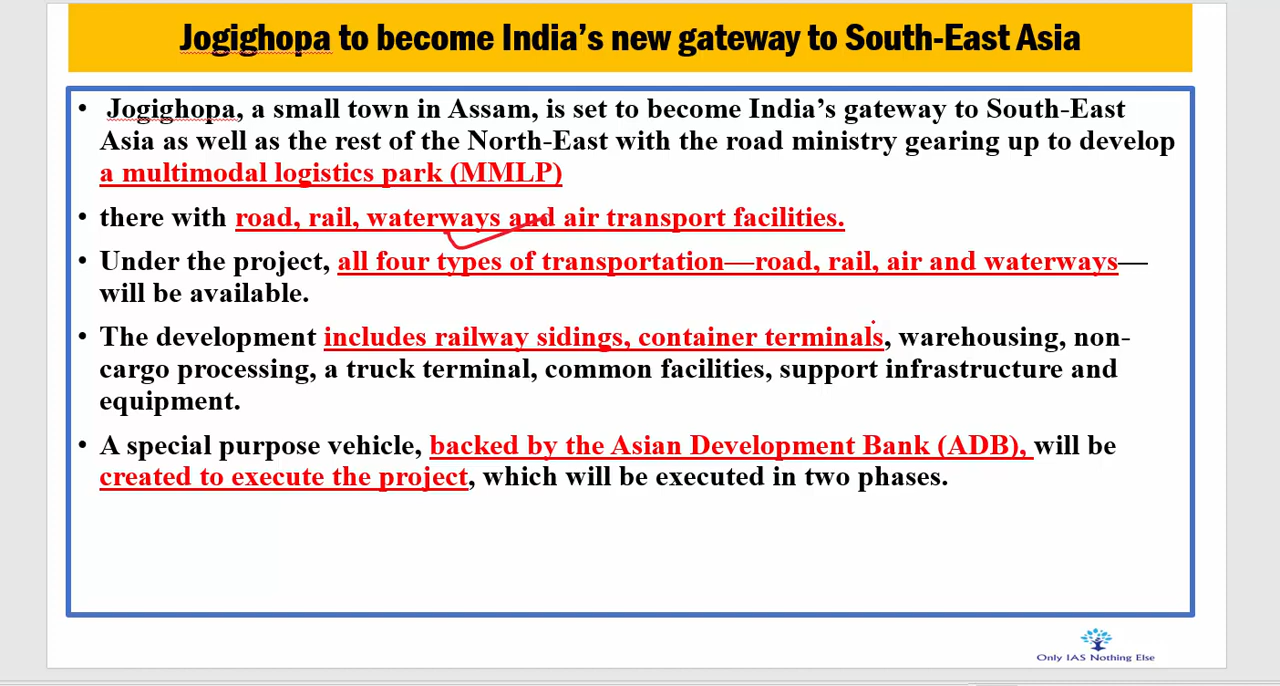 Jogighopa to become India's new gateway to South-East Asia
• Jogighopa, a small town in Assam, is set to become India's gateway to South-East
Asia as well as the rest of the North-East with the road ministry gearing up to develop
a multimodal logistics park (MMLP)
• there with road, rail, waterways and air transport facilities.
• Under the project, all four types of transportation—road, rail, air and waterways—
will be available.
• The development includes railway sidings, container terminals, warehousing, non-
cargo processing, a truck terminal, common facilities, support infrastructure and
equipment.
• A special purpose vehicle, backed by the Asian Development Bank (ADB), will be
created to execute the project, which will be executed in two phases.
Only IAS Nothing Else